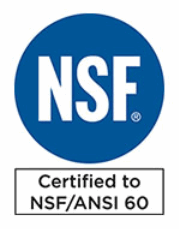 NSF®
Certified to
NSF/ANSI 60